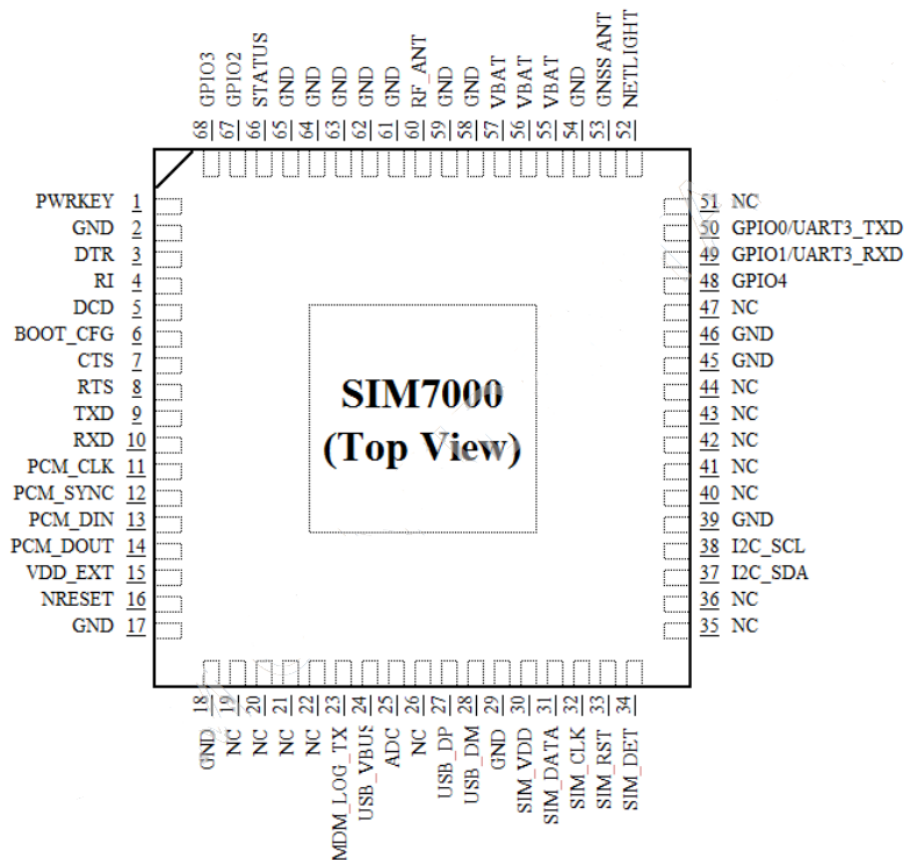 GPIO3
GPIO2
STATUS
GND
GND
GND
GND
GND
RF_ANT
GND
GND
VBAT
VBAT
VBAT
GND
GNSS ANT
NETLIGHT
68
67
66
65
64
63
62
61
60
59
58
57
56
55
54
53
52
PWRKEY 1
GND 2
DTR 3
RI 4
DCD 5
BOOT_CFG 6
CTS 7
RTS 8
TXD 9
RXD 10
PCM_CLK 11
PCM_SYNC 12
PCM_DIN 13
PCM_DOUT 14
VDD_EXT 15
NRESET 16
GND 17
SIM7000
(Top View)
51 NC
50 GPIO0/UART3_TXD
49 GPIO1/UART3_RXD
48 GPIO4
47 NC
46 GND
45 GND
44 NC
43 NC
42 NC
41 NC
40 NC
39 GND
38 I2C_SCL
37 I2C_SDA
36 NC
35 NC
18
19
20
21
22
23
24
25
26
27
28
29
30
31
32
33
34
GND
NC
NC
NC
NC
MDM_LOG_TX
USB_VBUS
ADC
NC
USB_DP
USB_DM
GND
SIM_VDD
SIM_DATA
SIM_CLK
SIM_RST
SIM_DET